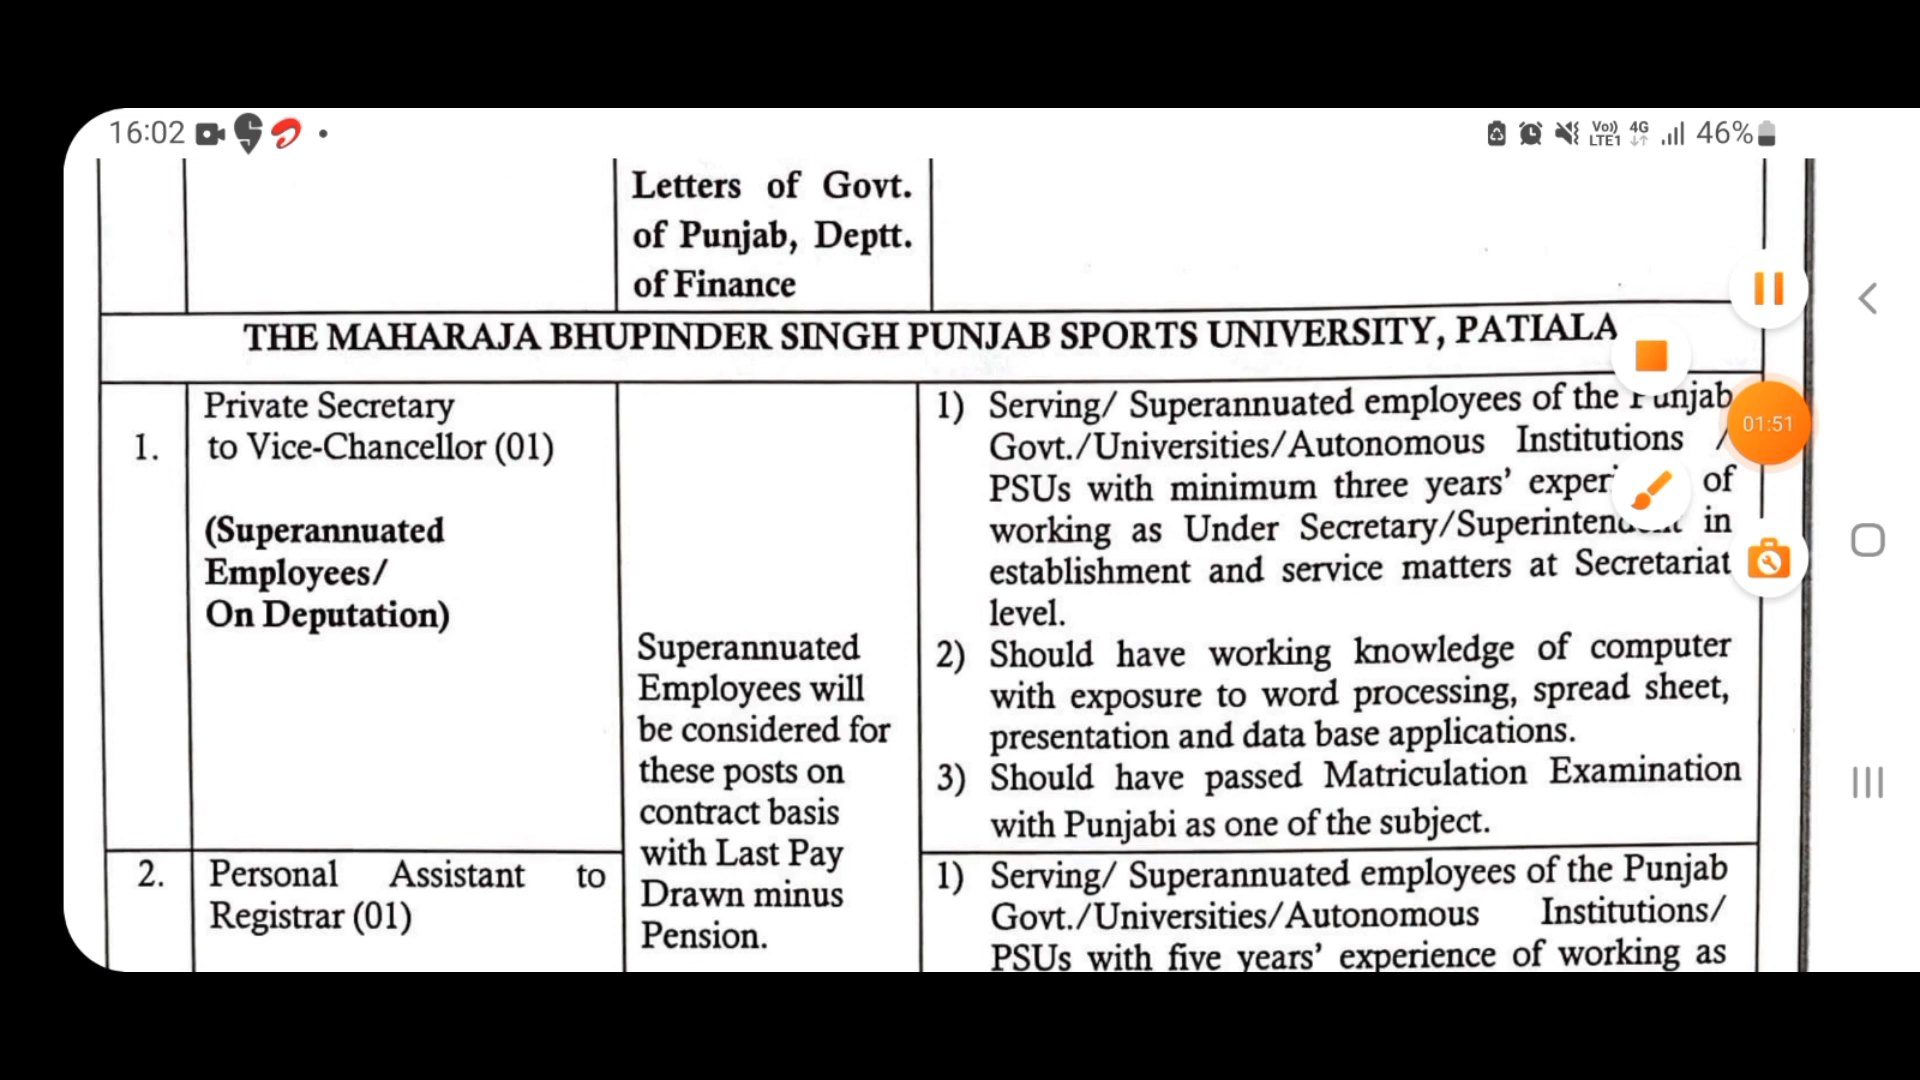 16:02
Vo)) 4G
LTE1
46%
Letters of Govt.
of Punjab, Deptt.
of Finance
THE MAHARAJA BHUPINDER SINGH PUNJAB SPORTS UNIVERSITY, PATIALA
1.
Private Secretary
to Vice-Chancellor (01)
(Superannuated
Employees/
On Deputation)
Superannuated
Employees will
be considered for
these posts on
contract basis
with Last Pay
Drawn minus
Pension.
1) Serving/ Superannuated employees of the Punjab
Govt./Universities/Autonomous Institutions /
PSUs with minimum three years' of
working as Under Secretary/Superintendent in
establishment and service matters at Secretariat
level.
2) Should have working knowledge of computer
with exposure to word processing, spread sheet,
presentation and data base applications.
3) Should have passed Matriculation Examination
with Punjabi as one of the subject.
01:51
2.
Personal Assistant to
Registrar (01)
1) Serving/ Superannuated employees of the Punjab
Govt./Universities/Autonomous Institutions/
PSUs with five years' experience of working as